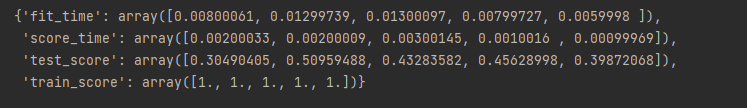 {'fit_time': array([0.00800061, 0.01299739, 0.01300097, 0.00799727, 0.0059998 ]),
 'score_time': array([0.00200033, 0.00200009, 0.00300145, 0.0010016 , 0.00099969]),
 'test_score': array([0.30490405, 0.50959488, 0.43283582, 0.45628998, 0.39872068]),
 'train_score': array([1., 1., 1., 1., 1.])}